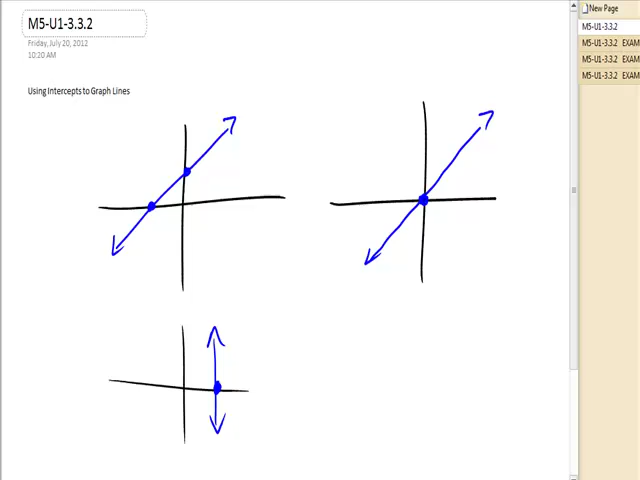 M5-U1-3.3.2
Friday, July 20, 2012
10:20 AM
Using Intercepts to Graph Lines
New Page
M5-U1-3.3.2
M5-U1-3.3.2 EXAM
M5-U1-3.3.2 EXAM
M5-U1-3.3.2 EXAM